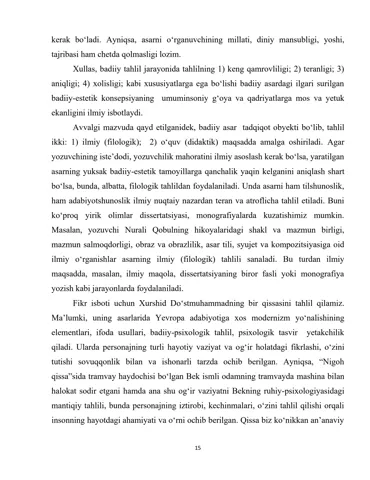 kerak bo‘ladi. Ayniqsa, asarni o‘rganuvchining millati, diniy mansubligi, yoshi,
tajribasi ham chetda qolmasligi lozim.
Xullas, badiiy tahlil jarayonida tahlilning 1) keng qamrovliligi; 2) teranligi; 3)
aniqligi; 4) xolisligi; kabi xususiyatlarga ega bo‘lishi badiiy asardagi ilgari surilgan
badiiy-estetik konsepsiyaning umuminsoniy g‘oya va qadriyatlarga mos va yetuk
ekanligini ilmiy isbotlaydi.
Avvalgi mavzuda qayd etilganidek, badiiy asar tadqiqot obyekti bo‘lib, tahlil
ikki: 1) ilmiy (filologik); 2) o‘quv (didaktik) maqsadda amalga oshiriladi. Agar
yozuvchining iste’dodi, yozuvchilik mahoratini ilmiy asoslash kerak bo‘lsa, yaratilgan
asarning yuksak badiiy-estetik tamoyillarga qanchalik yaqin kelganini aniqlash shart
bo‘lsa, bunda, albatta, filologik tahlildan foydalaniladi. Unda asarni ham tilshunoslik,
ham adabiyotshunoslik ilmiy nuqtaiy nazardan teran va atroflicha tahlil etiladi. Buni
ko‘proq yirik olimlar dissertatsiyasi, monografiyalarda kuzatishimiz mumkin.
Masalan, yozuvchi Nurali Qobulning hikoyalaridagi shakl va mazmun birligi,
mazmun salmoqdorligi, obraz va obrazlilik, asar tili, syujet va kompozitsiyasiga oid
ilmiy o‘rganishlar asarning ilmiy (filologik) tahlili sanaladi. Bu turdan ilmiy
maqsadda, masalan, ilmiy maqola, dissertatsiyaning biror fasli yoki monografiya
yozish kabi jarayonlarda foydalaniladi.
Fikr isboti uchun Xurshid Do‘stmuhammadning bir qissasini tahlil qilamiz.
Ma’lumki, uning asarlarida Yevropa adabiyotiga xos modernizm yo‘nalishining
elementlari, ifoda usullari, badiiy-psixologik tahlil, psixologik tasvir yetakchilik
qiladi. Ularda personajning turli hayotiy vaziyat va og‘ir holatdagi fikrlashi, o‘zini
tutishi sovuqqonlik bilan va ishonarli tarzda ochib berilgan. Ayniqsa, “Nigoh
qissa”sida tramvay haydochisi bo‘lgan Bek ismli odamning tramvayda mashina bilan
halokat sodir etgani hamda ana shu og‘ir vaziyatni Bekning ruhiy-psixologiyasidagi
mantiqiy tahlili, bunda personajning iztirobi, kechinmalari, o‘zini tahlil qilishi orqali
insonning hayotdagi ahamiyati va o‘rni ochib berilgan. Qissa biz ko‘nikkan an’anaviy
15